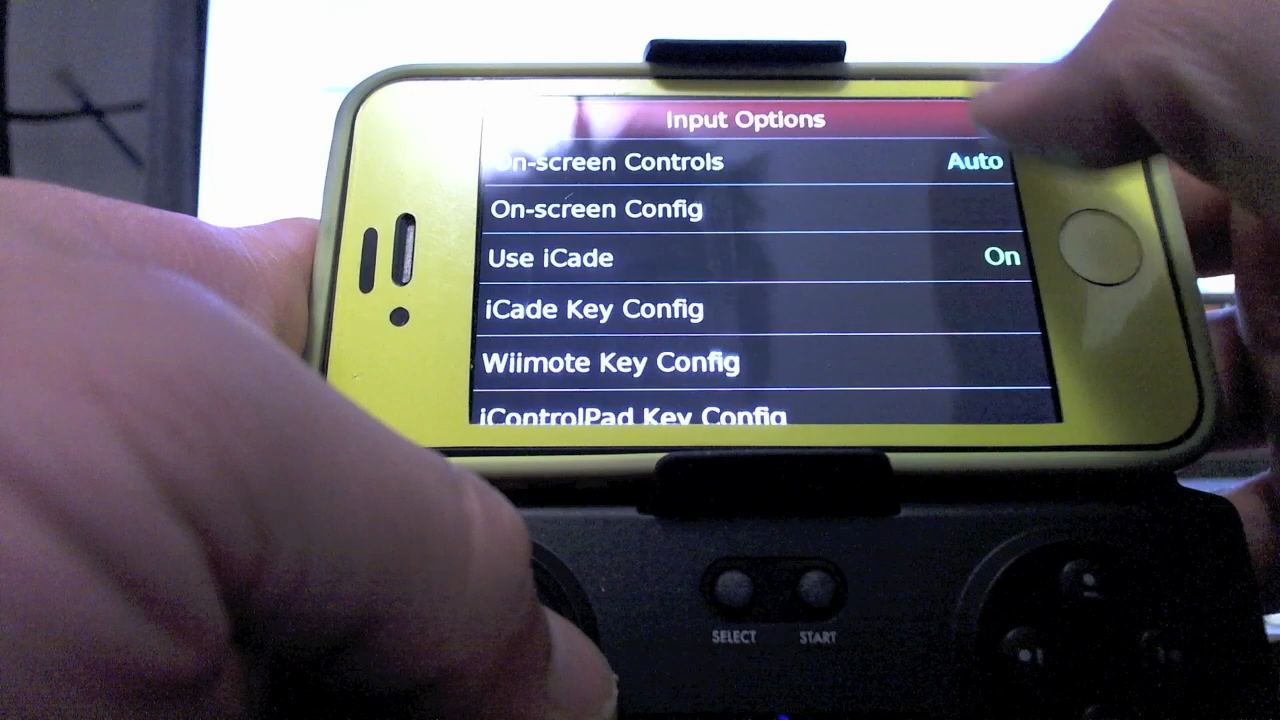 Input Options
On-screen Controls Auto
On-screen Config
Use iCade On
iCade Key Config
Wiimote Key Config
iControlPad Key Config
SELECT START